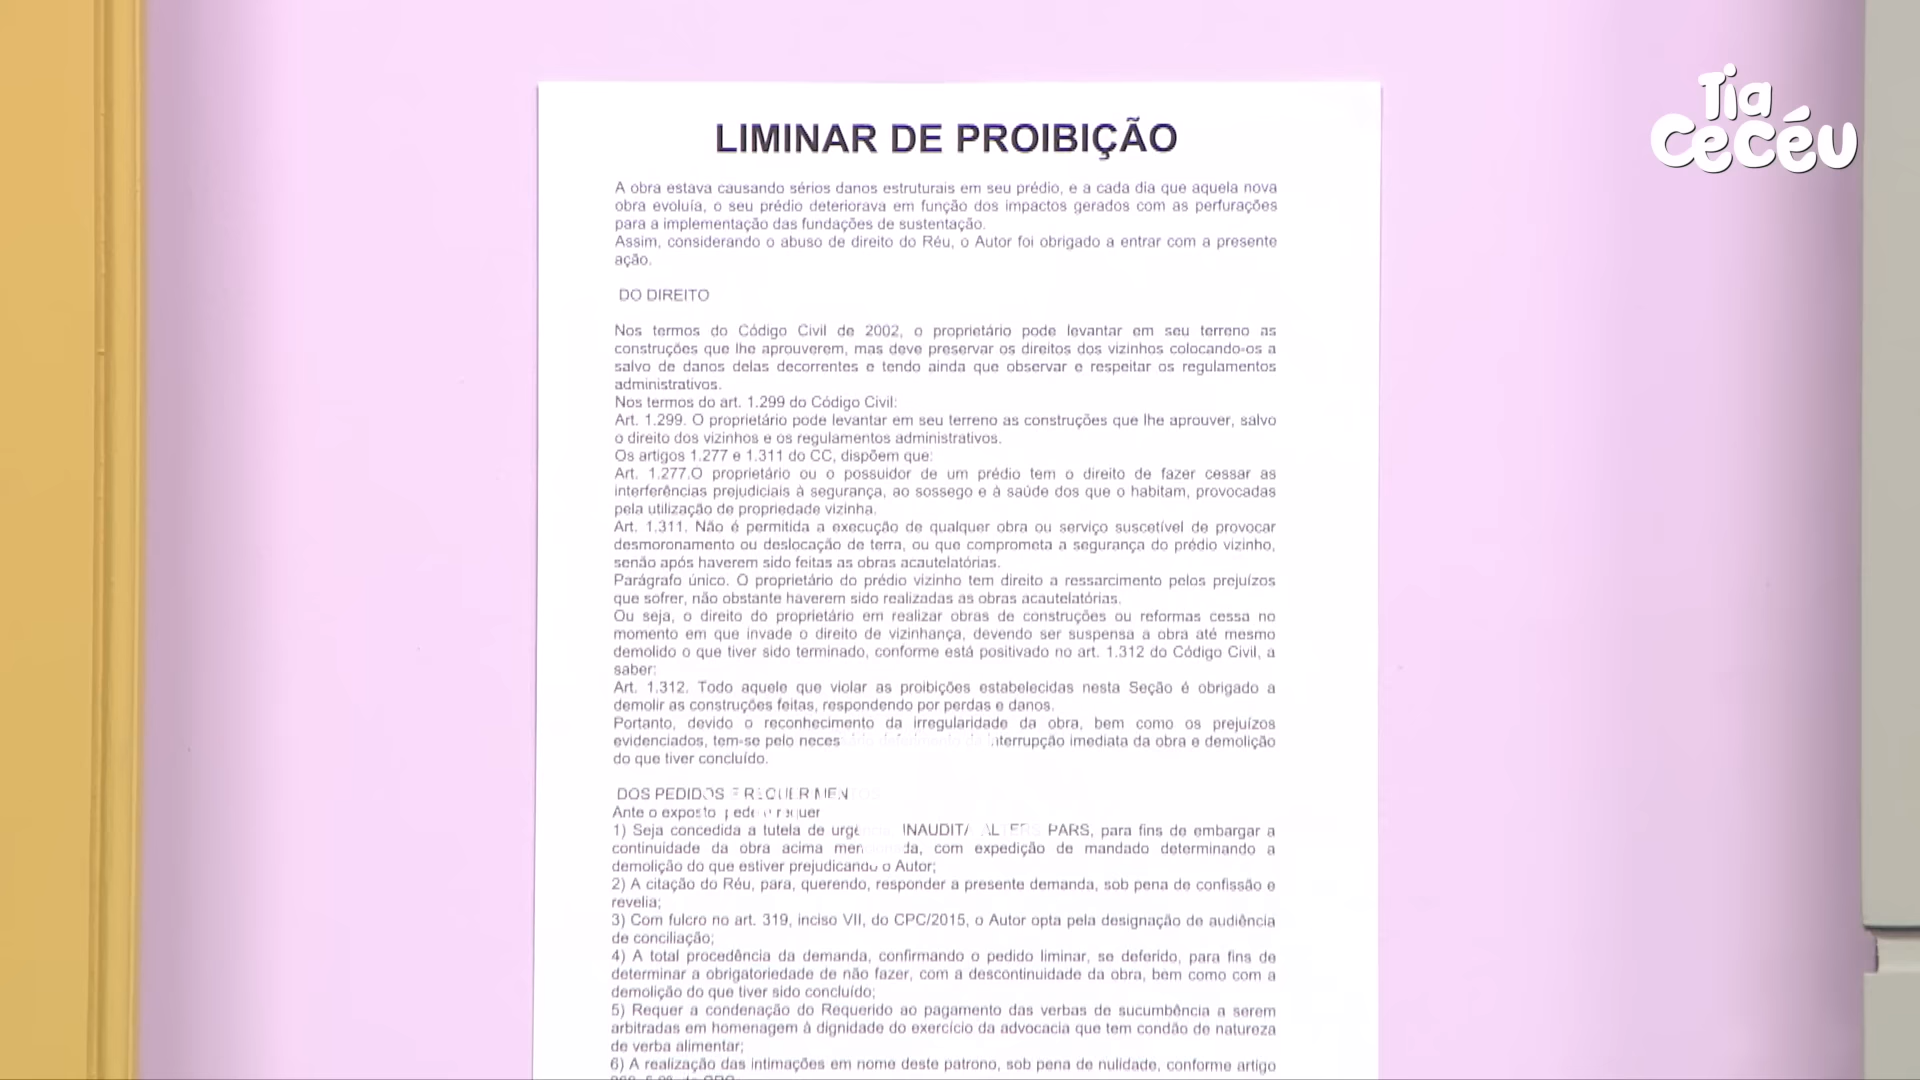 Tia
Cecéu
LIMINAR DE PROIBIÇÃO
A obra estava causando sérios danos estruturais em seu prédio, e a cada dia que aquela nova
obra evoluía, o seu prédio deteriorava em função dos impactos gerados com as perfurações
para a implementação das fundações de sustentação.
Assim, considerando o abuso de direito do Réu, o Autor foi obrigado a entrar com a presente
ação.
DO DIREITO
Nos termos do Código Civil de 2002, o proprietário pode levantar em seu terreno as
construções que lhe aprouverem, mas deve preservar os direitos dos vizinhos colocando-os a
salvo de danos delas decorrentes e tendo ainda que observar e respeitar os regulamentos
administrativos.
Nos termos do art. 1.299 do Código Civil:
Art. 1.299. O proprietário pode levantar em seu terreno as construções que lhe aprouver, salvo
o direito dos vizinhos e os regulamentos administrativos.
Os artigos 1.277 e 1.311 do CC, dispõem que:
Art. 1.277.O proprietário ou o possuidor de um prédio tem o direito de fazer cessar as
interferências prejudiciais à segurança, ao sossego e à saúde dos que o habitam, provocadas
pela utilização de propriedade vizinha.
Art. 1.311. Não é permitida a execução de qualquer obra ou serviço suscetível de provocar
desmoronamento ou deslocação de terra, ou que comprometa a segurança do prédio vizinho,
senão após haverem sido feitas as obras acautelatórias.
Parágrafo único. O proprietário do prédio vizinho tem direito a ressarcimento pelos prejuízos
que sofrer, não obstante haverem sido realizadas as obras acautelatórias.
Ou seja, o direito do proprietário em realizar obras de construções ou reformas cessa no
momento em que invade o direito de vizinhança, devendo ser suspensa a obra até mesmo
demolido o que tiver sido terminado, conforme está positivado no art. 1.312 do Código Civil, a
saber:
Art. 1.312. Todo aquele que violar as proibições estabelecidas nesta Seção é obrigado a
demolir as construções feitas, respondendo por perdas e danos.
Portanto, devido o reconhecimento da irregularidade da obra, bem como os prejuízos
evidenciados, tem-se pelo interrupção imediata da obra e demolição
do que tiver concluído.
DOS PEDIDOS
Ante o exposto
1) Seja concedida a tutela de PARS, para fins de embargar a
continuidade da obra acima com expedição de mandado determinando a
demolição do que estiver prejudicando o Autor;
2) A citação do Réu, para, querendo, responder a presente demanda, sob pena de confissão e
revelia;
3) Com fulcro no art. 319, inciso VII, do CPC/2015, o Autor opta pela designação de audiência
de conciliação;
4) A total procedência da demanda, confirmando o pedido liminar, se deferido, para fins de
determinar a obrigatoriedade de não fazer, com a descontinuidade da obra, bem como com a
demolição do que tiver sido concluído;
5) Requer a condenação do Requerido ao pagamento das verbas de sucumbência a serem
arbitradas em homenagem à dignidade do exercício da advocacia que tem condão de natureza
de verba alimentar;
6) A realização das intimações em nome deste patrono, sob pena de nulidade, conforme artigo